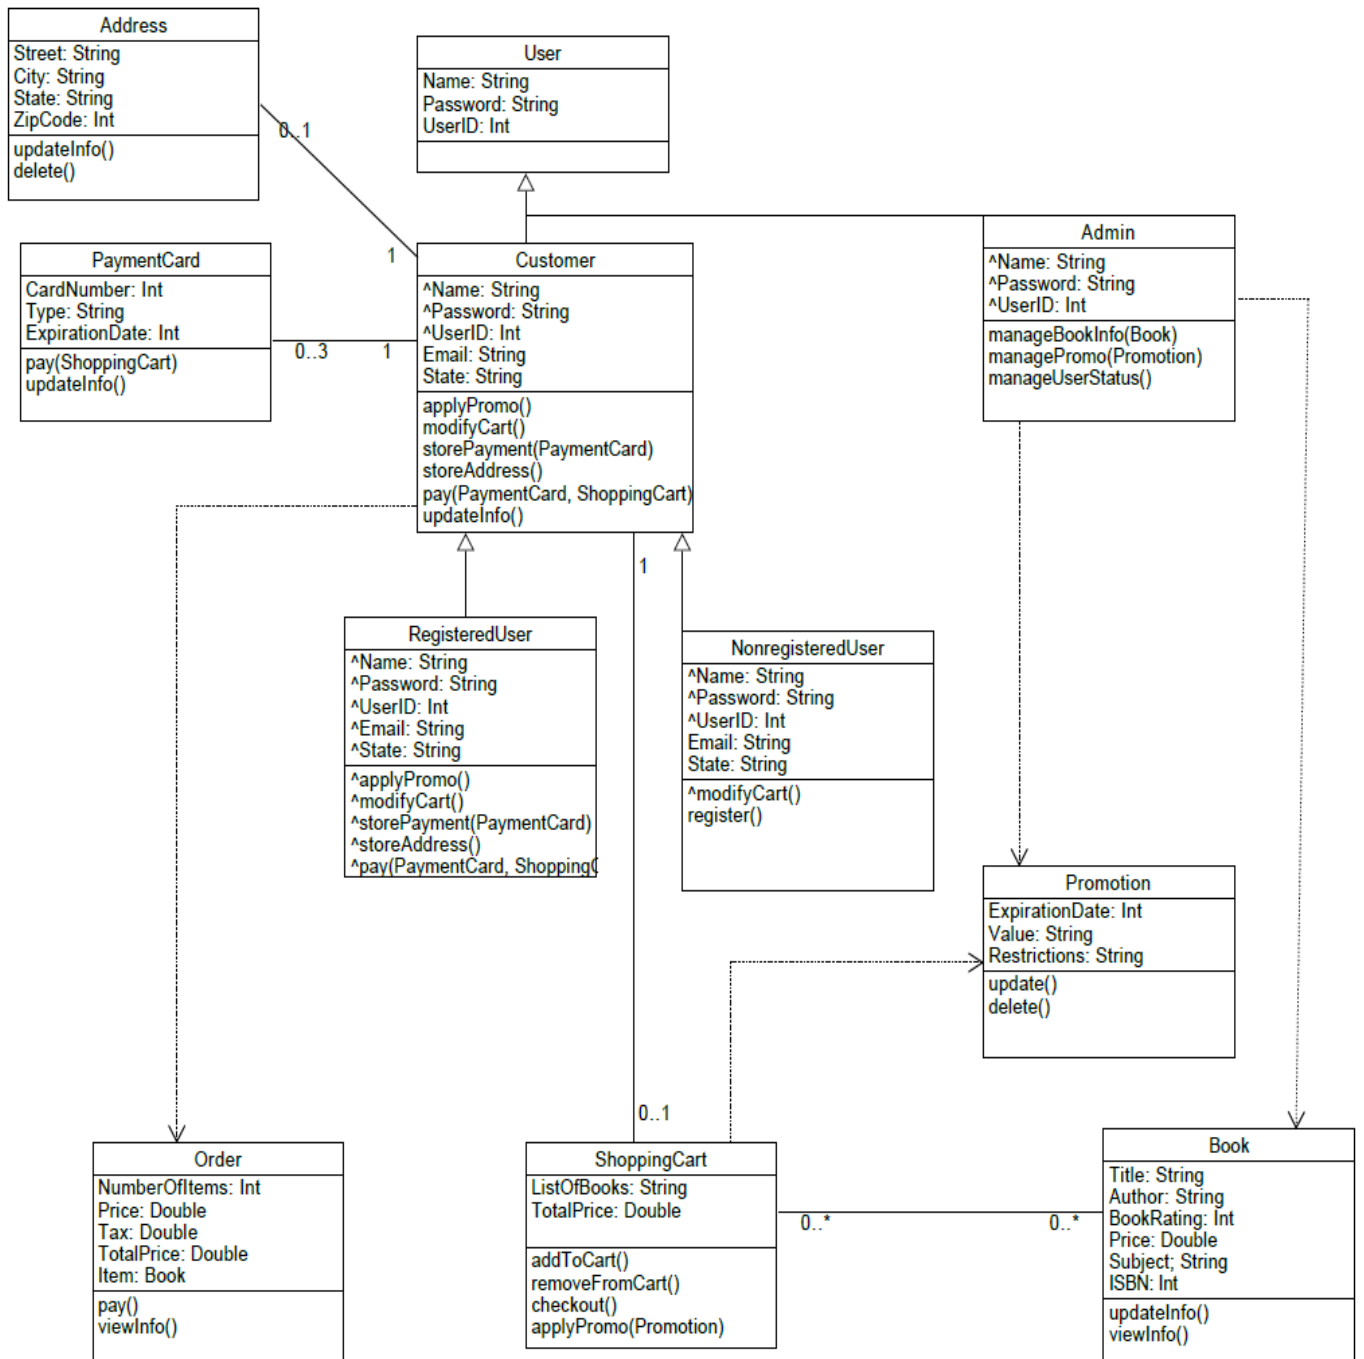 Address
Street: String
City: String
State: String
ZipCode: Int
updateInfo()
delete()
User
Name: String
Password: String
UserID: Int
0..1
1
PaymentCard
CardNumber: Int
Type: String
ExpirationDate: Int
pay(ShoppingCart)
updateInfo()
0..3
1
Customer
^Name: String
^Password: String
^UserID: Int
Email: String
State: String
applyPromo()
modifyCart()
storePayment(PaymentCard)
storeAddress()
pay(PaymentCard, ShoppingCart)
updateInfo()
Admin
^Name: String
^Password: String
^UserID: Int
manageBookInfo(Book)
managePromo(Promotion)
manageUserStatus()
1
RegisteredUser
^Name: String
^Password: String
^UserID: Int
^Email: String
^State: String
^applyPromo()
^modifyCart()
^storePayment(PaymentCard)
^storeAddress()
^pay(PaymentCard, Shopping
NonregisteredUser
^Name: String
^Password: String
^UserID: Int
Email: String
State: String
^modifyCart()
register()
Promotion
ExpirationDate: Int
Value: String
Restrictions: String
update()
delete()
0..1
Order
NumberOfItems: Int
Price: Double
Tax: Double
TotalPrice: Double
Item: Book
pay()
viewInfo()
ShoppingCart
ListOfBooks: String
TotalPrice: Double
addToCart()
removeFromCart()
checkout()
applyPromo(Promotion)
0..*
0..*
Book
Title: String
Author: String
BookRating: Int
Price: Double
Subject; String
ISBN: Int
updateInfo()
viewInfo()